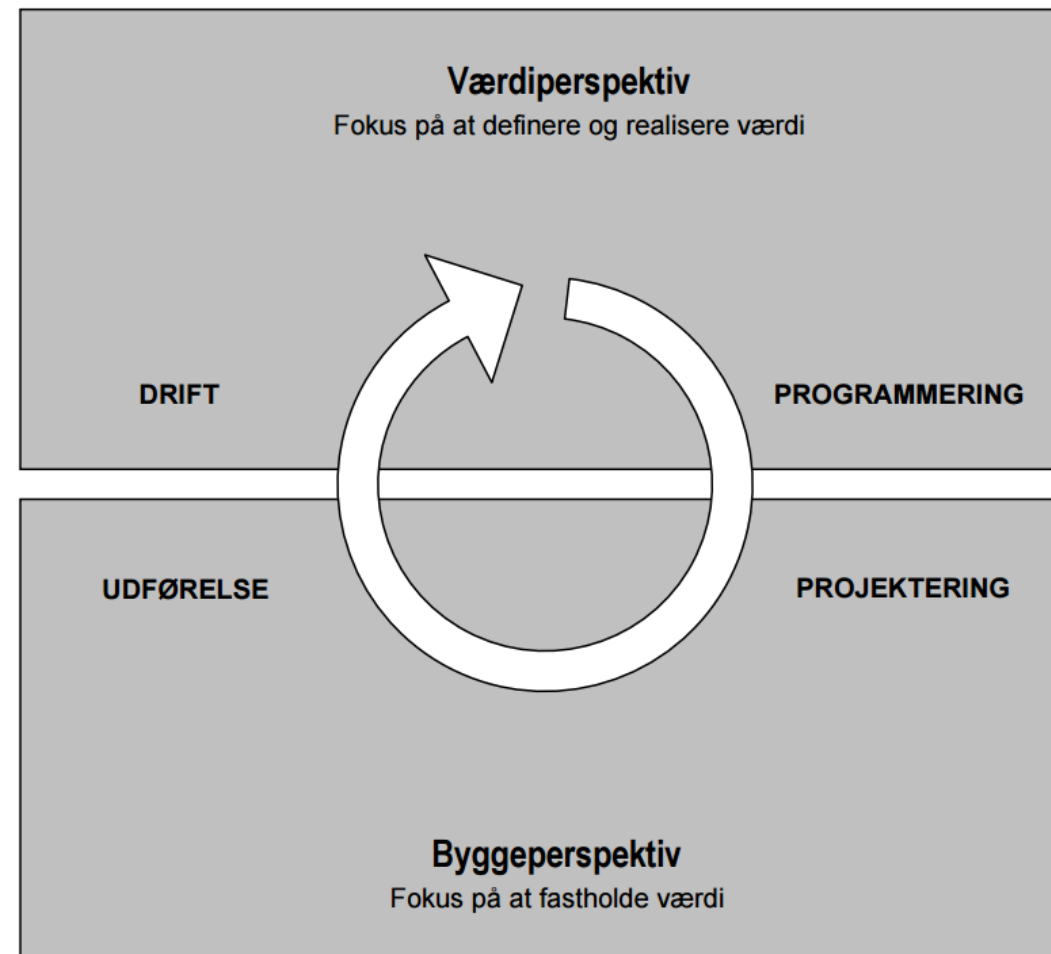 Værdiperspektiv
Fokus på at definere og realisere værdi
DRIFT
PROGRAMMERING
UDFØRELSE
PROJEKTERING
Byggeperspektiv
Fokus på at fastholde værdi